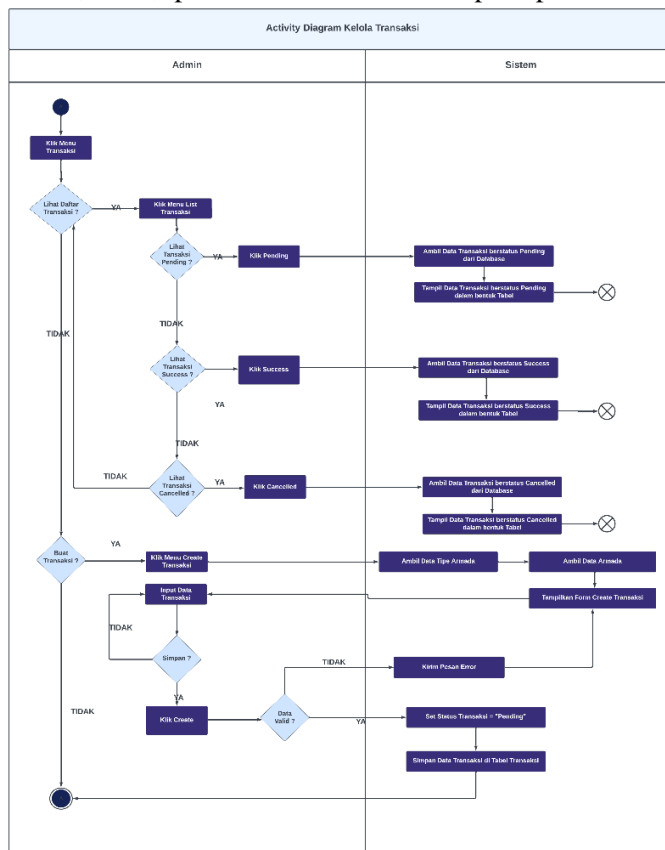 Activity Diagram Kelola Transaksi
Admin
Sistem
Klik Menu
Transaksi
Lihat Daftar
Transaksi ?
YA
Klik Menu List
Transaksi
Lihat
Tansaksi
Pending ?
YA
Klik Pending
Ambil Data Transaksi berstatus Pending
dari Database
Tampil Data Transaksi berstatus Pending
dalam bentuk Tabel
TIDAK
TIDAK
Lihat
Transaksi
Success ?
YA
Klik Success
Ambil Data Transaksi berstatus Success
dari Database
Tampil Data Transaksi berstatus Success
dalam bentuk Tabel
TIDAK
TIDAK
Lihat
Transaksi
Cancelled ?
YA
Klik Cancelled
Ambil Data Transaksi berstatus Cancelled
dari Database
Tampil Data Transaksi berstatus Cancelled
dalam bentuk Tabel
Buat
Transaksi ?
YA
Klik Menu Create
Transaksi
Ambil Data Tipe Armada
Ambil Data Armada
Tampilkan Form Create Transaksi
Input Data
Transaksi
TIDAK
Simpan ?
YA
Klik Create
Data
Valid ?
TIDAK
Kirim Pesan Error
YA
Set Status Transaksi = "Pending"
Simpan Data Transaksi di Tabel Transaksi
TIDAK